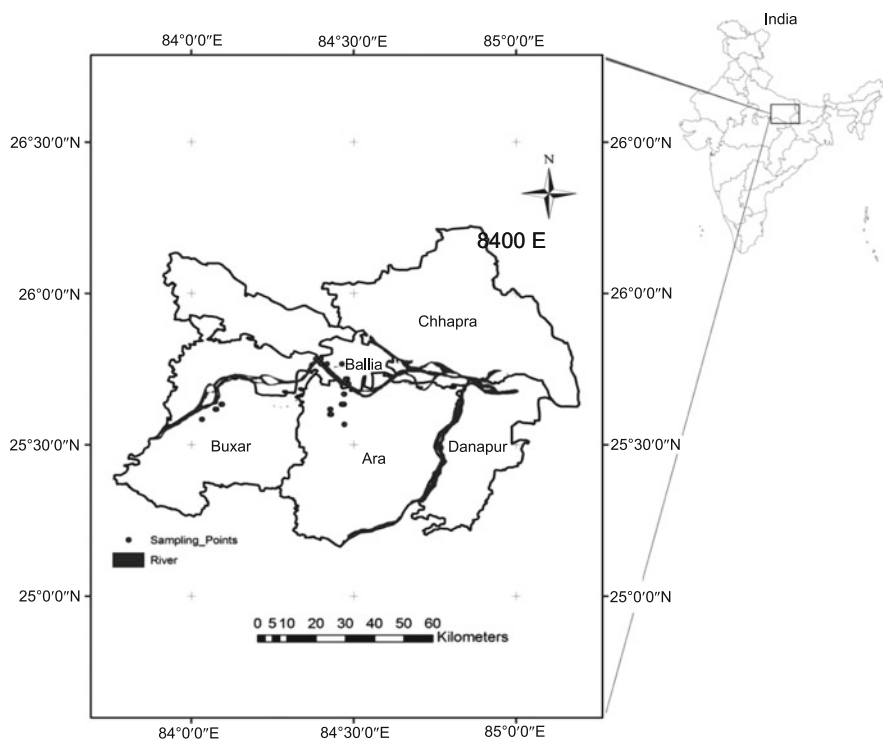 India
84°0′0″E 84°30′0″E 85°0′0″E
26°30′0″N 26°30′0″N
N
8400 E
26°0′0″N 26°0′0″N
Chhapra
Ballia
25°30′0″N 25°30′0″N
Buxar Ara Danapur
Sampling_Points
River
25°0′0″N 25°0′0″N
0 5 10 20 30 40 50 60
Kilometers
84°0′0″E 84°30′0″E 85°0′0″E